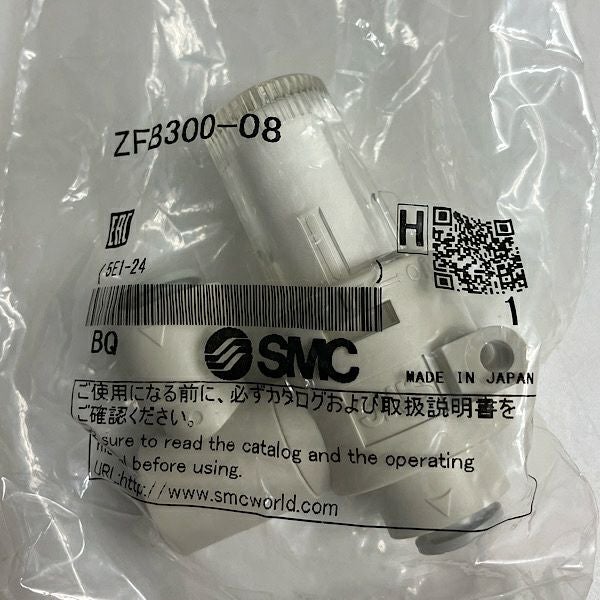 ZFB300-08
EAC
H
( 5E1-24 )
1
BQ
SMC
MADE IN JAPAN
ご使用になる前に、必ずカタログおよび取扱説明書を
ご確認ください。
sure to read the catalog and the operating
before using.
URL http://www.smcworld.com